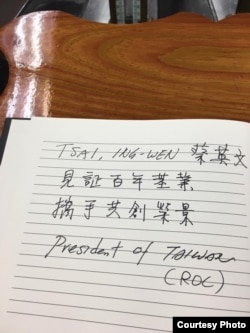 TSAI, ING-WEN 蔡英文
見証百年基業
攜手共創榮景
President of TAIWAN
(ROC)
Courtesy Photo